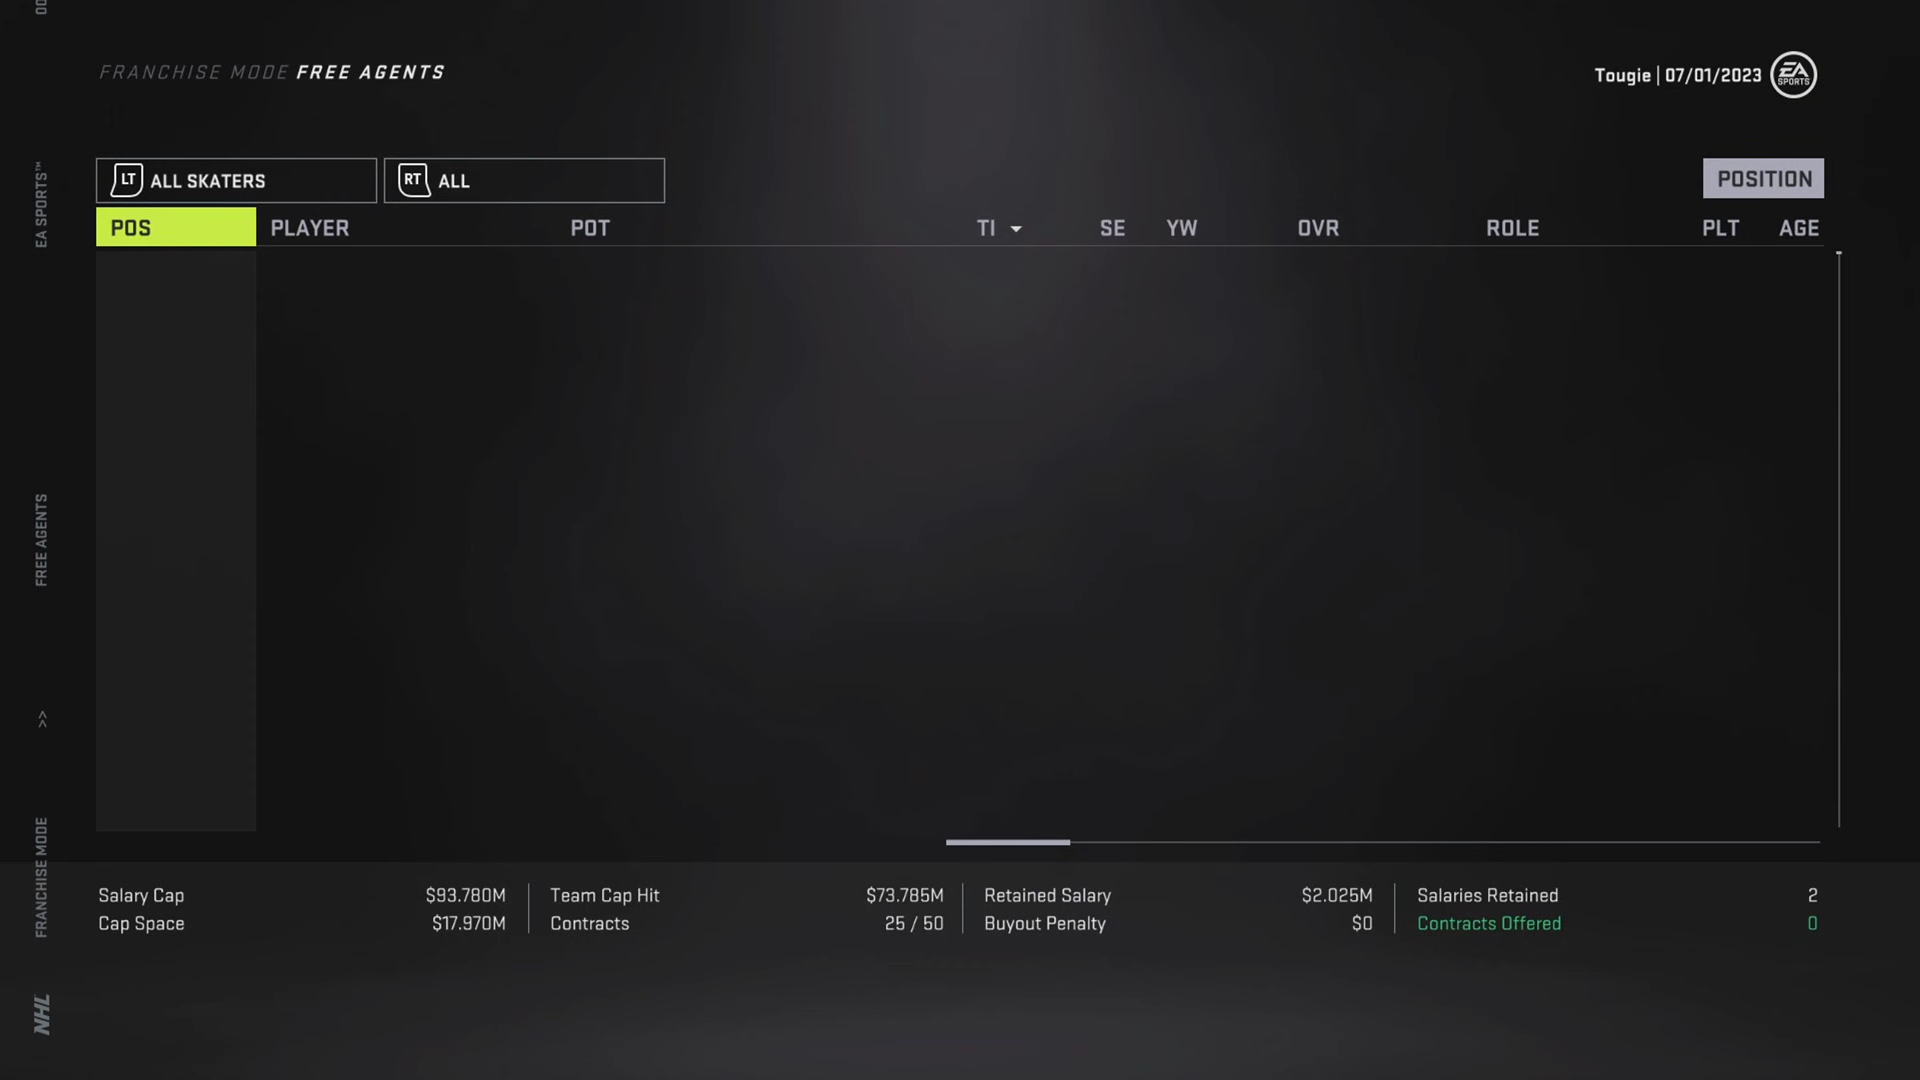 FRANCHISE MODE FREE AGENTS
Tougie | 07/01/2023
EA SPORTS
LT ALL SKATERS
RT ALL
POSITION
POS PLAYER POT TI SE YW OVR ROLE PLT AGE
Salary Cap $93.780M Team Cap Hit $73.785M Retained Salary $2.025M Salaries Retained 2
Cap Space $17.970M Contracts 25 / 50 Buyout Penalty $0 Contracts Offered 0
NHL
FRANCHISE MODE
>>
FREE AGENTS
EA SPORTS™